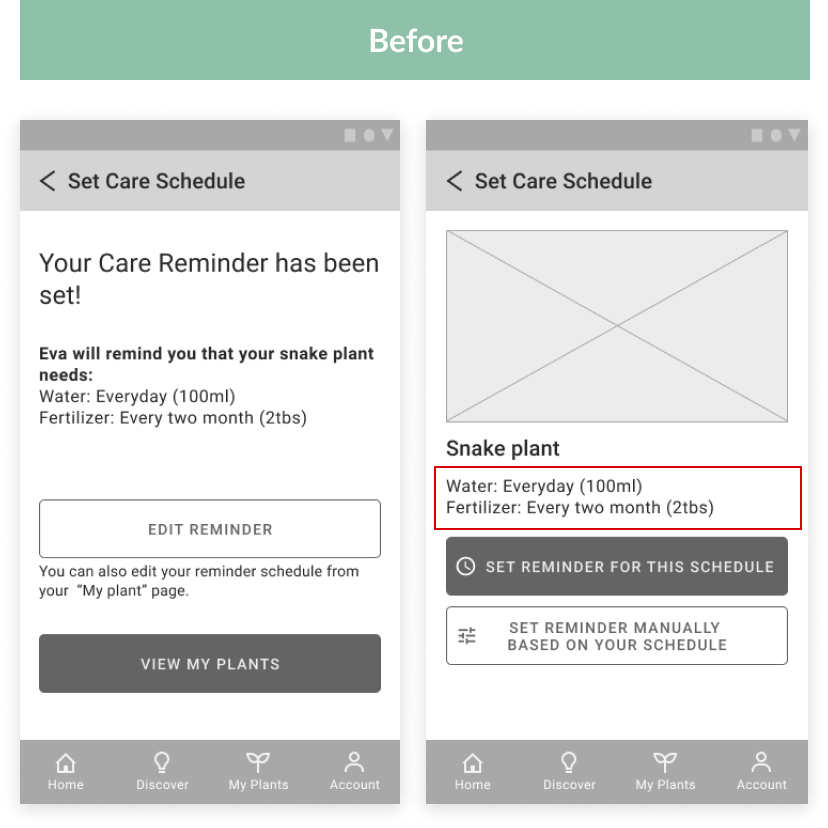 Before
Set Care Schedule
Your Care Reminder has been
set!
Eva will remind you that your snake plant
needs:
Water: Everyday (100ml)
Fertilizer: Every two month (2tbs)
EDIT REMINDER
You can also edit your reminder schedule from
your “My plant” page.
VIEW MY PLANTS
Home Discover My Plants Account
Set Care Schedule
Snake plant
Water: Everyday (100ml)
Fertilizer: Every two month (2tbs)
SET REMINDER FOR THIS SCHEDULE
SET REMINDER MANUALLY
BASED ON YOUR SCHEDULE
Home Discover My Plants Account